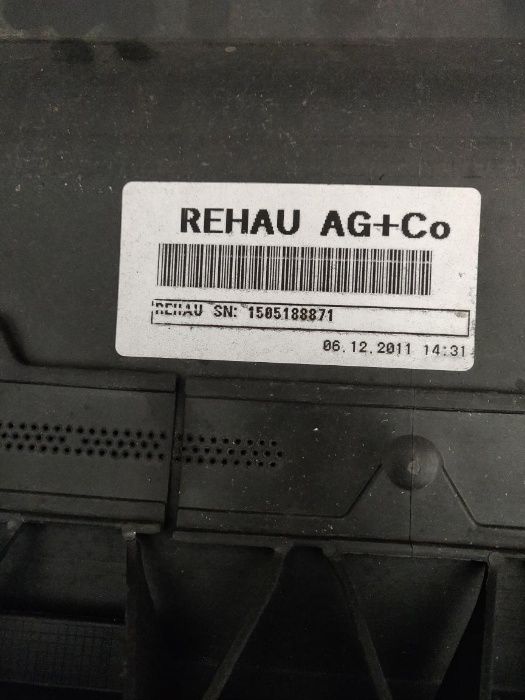 REHAU AG+Co
REHAU SN: 1505188871
06.12.2011 14:31